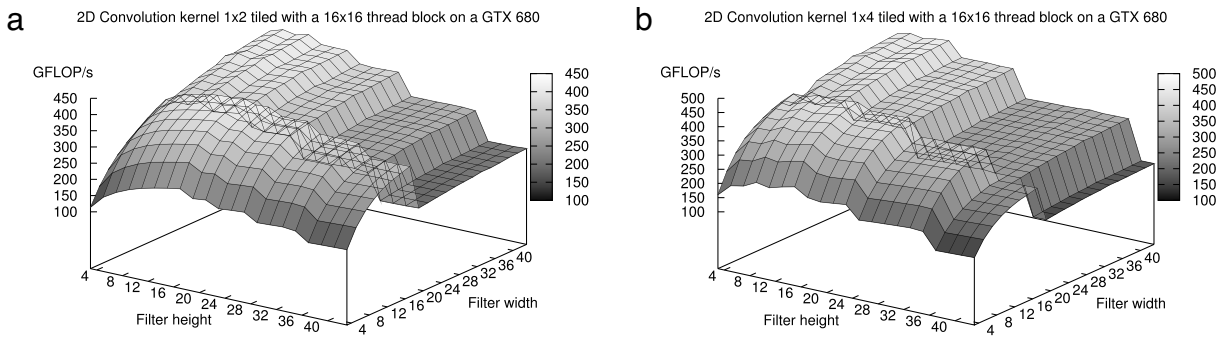 a
2D Convolution kernel 1x2 tiled with a 16x16 thread block on a GTX 680
GFLOP/s
450
400
350
300
250
200
150
100
450
400
350
300
250
200
150
100
4 8 12 16 20 24 28 32 36 40
Filter height
4 8 12 16 20 24 28 32 36 40
Filter width
b
2D Convolution kernel 1x4 tiled with a 16x16 thread block on a GTX 680
GFLOP/s
500
450
400
350
300
250
200
150
100
500
450
400
350
300
250
200
150
100
4 8 12 16 20 24 28 32 36 40
Filter height
4 8 12 16 20 24 28 32 36 40
Filter width